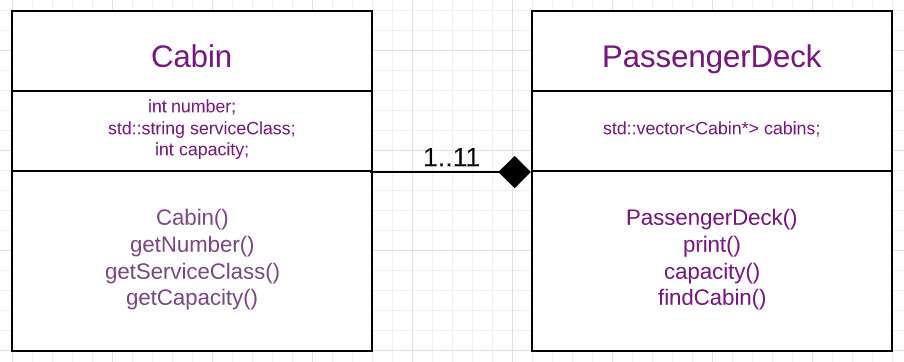 Cabin
int number;
std::string serviceClass;
int capacity;
Cabin()
getNumber()
getServiceClass()
getCapacity()
1..11
PassengerDeck
std::vector<Cabin*> cabins;
PassengerDeck()
print()
capacity()
findCabin()